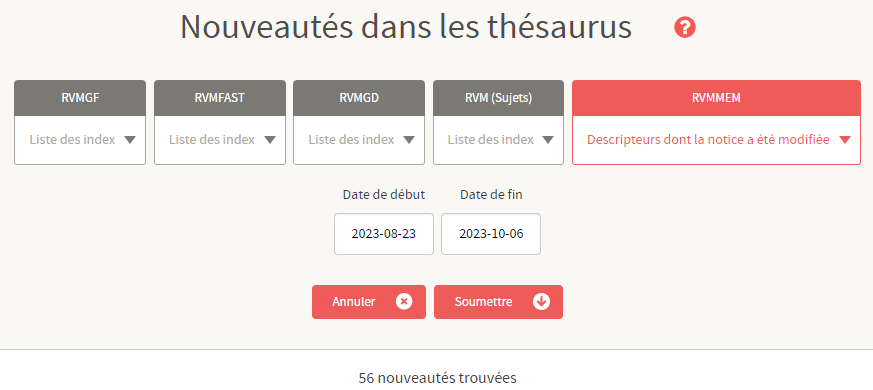 Nouveautés dans les thésaurus ?
RVMGF RVMFAST RVMGD RVM (Sujets) RVMMEM
Liste des index Liste des index Liste des index Liste des index Descripteurs dont la notice a été modifiée
Date de début Date de fin
2023-08-23 2023-10-06
Annuler Soumettre
56 nouveautés trouvées